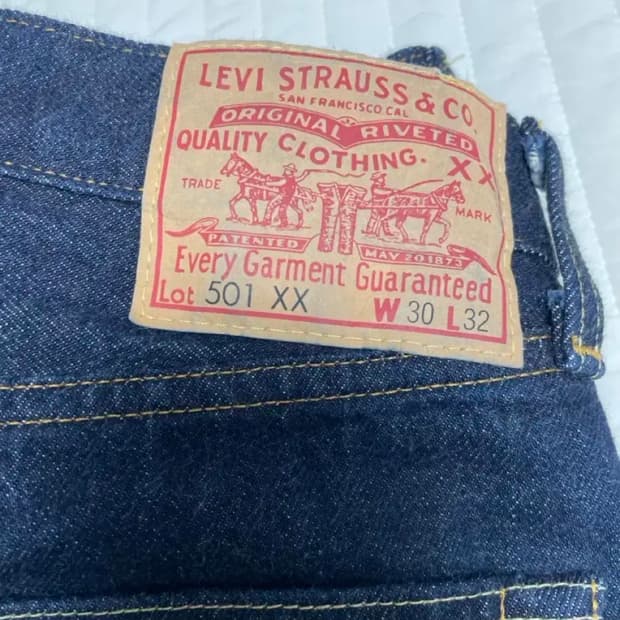 LEVI STRAUSS & CO.
SAN FRANCISCO.CAL
ORIGINAL RIVETED
QUALITY CLOTHING. XX
TRADE MARK
PATENTED MAY 20 1873
Every Garment Guaranteed
Lot 501 XX W 30 L 32